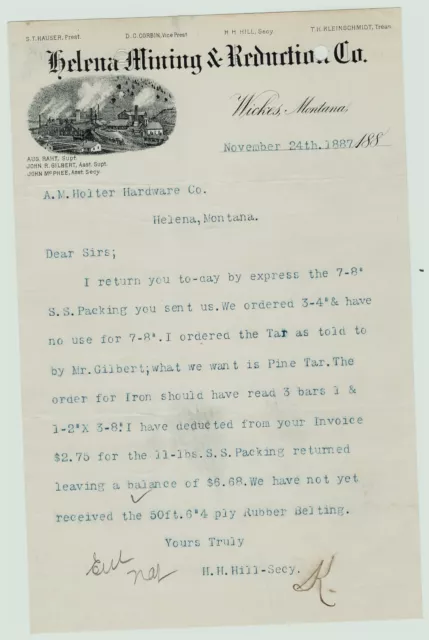 S. T. HAUSER, Prest. D. C. CORBIN, Vice Prest. H. H. HILL, Secy. T. H. KLEINSCHMIDT, Treas.
Helena Mining & Reduction Co.
Wickes, Montana,
AUG. RAHT, Supt.
JOHN R. GILBERT, Asst. Supt.
JOHN McPHEE, Asst. Secy.
November 24th.1887 188
A.M.Holter Hardware Co.
Helena,Montana.
Dear Sirs;
I return you to-day by express the 7-8"
S.S.Packing you sent us.We ordered 3-4"& have
no use for 7-8".I ordered the Tar as told to
by Mr.Gilbert;what we want is Pine Tar.The
order for Iron should have read 3 bars 1 &
1-2"X 3-8".I have deducted from your Invoice
$2.75 for the 11-lbs.S.S.Packing returned
leaving a balance of $6.68.We have not yet
received the 50ft.6"4 ply Rubber Belting.
Yours Truly
H.H.Hill-Secy.
K.